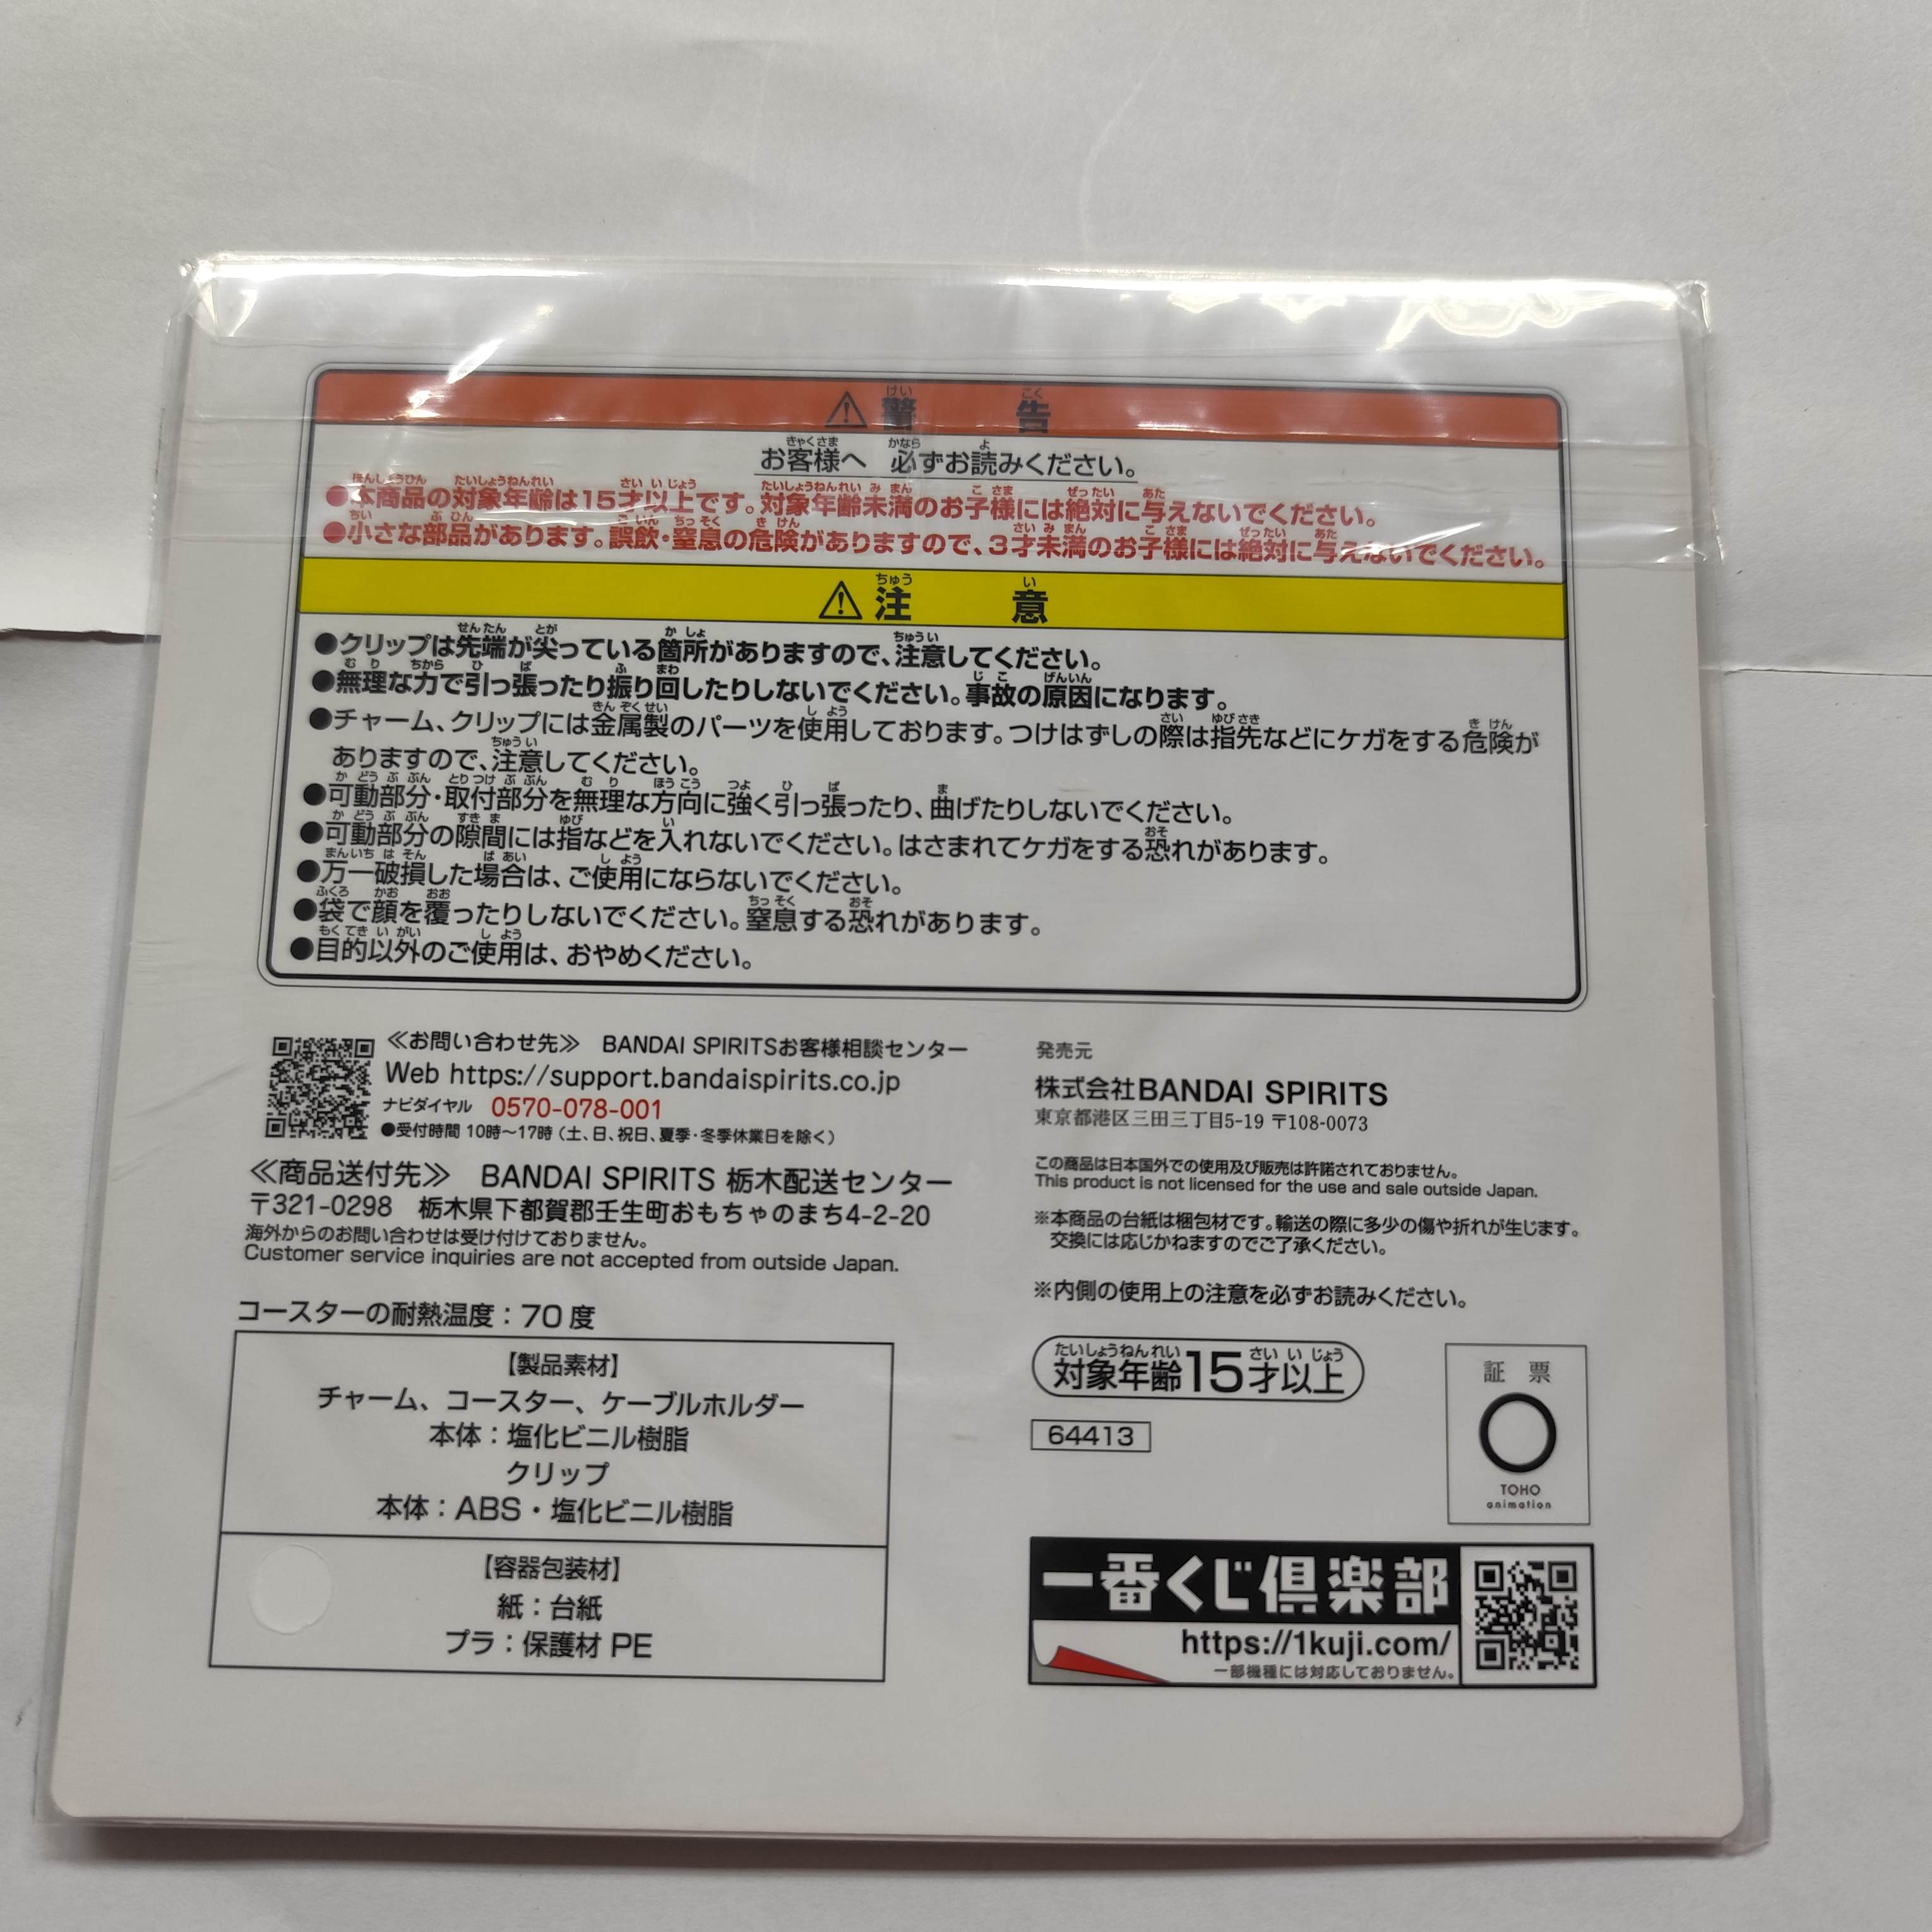 ⚠警告
お客様へ 必ずお読みください。
●本商品の対象年齢は15才以上です。対象年齢未満のお子様には絶対に与えないでください。
●小さな部品があります。誤飲・窒息の危険がありますので、3才未満のお子様には絶対に与えないでください。
⚠注意
●クリップは先端が尖っている箇所がありますので、注意してください。
●無理な力で引っ張ったり振り回したりしないでください。事故の原因になります。
●チャーム、クリップには金属製のパーツを使用しております。つけはずしの際は指先などにケガをする危険が
ありますので、注意してください。
●可動部分・取付部分を無理な方向に強く引っ張ったり、曲げたりしないでください。
●可動部分の隙間には指などを入れないでください。はさまれてケガをする恐れがあります。
●万一破損した場合は、ご使用にならないでください。
●袋で顔を覆ったりしないでください。窒息する恐れがあります。
●目的以外のご使用は、おやめください。
≪お問い合わせ先≫ BANDAI SPIRITSお客様相談センター
Web https://support.bandaispirits.co.jp
ナビダイヤル 0570-078-001
●受付時間 10時〜17時(土、日、祝日、夏季・冬季休業日を除く)
≪商品送付先≫ BANDAI SPIRITS 栃木配送センター
〒321-0298 栃木県下都賀郡壬生町おもちゃのまち4-2-20
海外からのお問い合わせは受け付けておりません。
Customer service inquiries are not accepted from outside Japan.
コースターの耐熱温度:70度
【製品素材】
チャーム、コースター、ケーブルホルダー
本体:塩化ビニル樹脂
クリップ
本体:ABS・塩化ビニル樹脂
【容器包装材】
紙:台紙
プラ:保護材 PE
発売元
株式会社BANDAI SPIRITS
東京都港区三田三丁目5-19 〒108-0073
この商品は日本国外での使用及び販売は許諾されておりません。
This product is not licensed for the use and sale outside Japan.
※本商品の台紙は梱包材です。輸送の際に多少の傷や折れが生じます。
交換には応じかねますのでご了承ください。
※内側の使用上の注意を必ずお読みください。
対象年齢15才以上
64413
証票
TOHO
animation
一番くじ倶楽部
https://1kuji.com/
一部機種には対応しておりません。